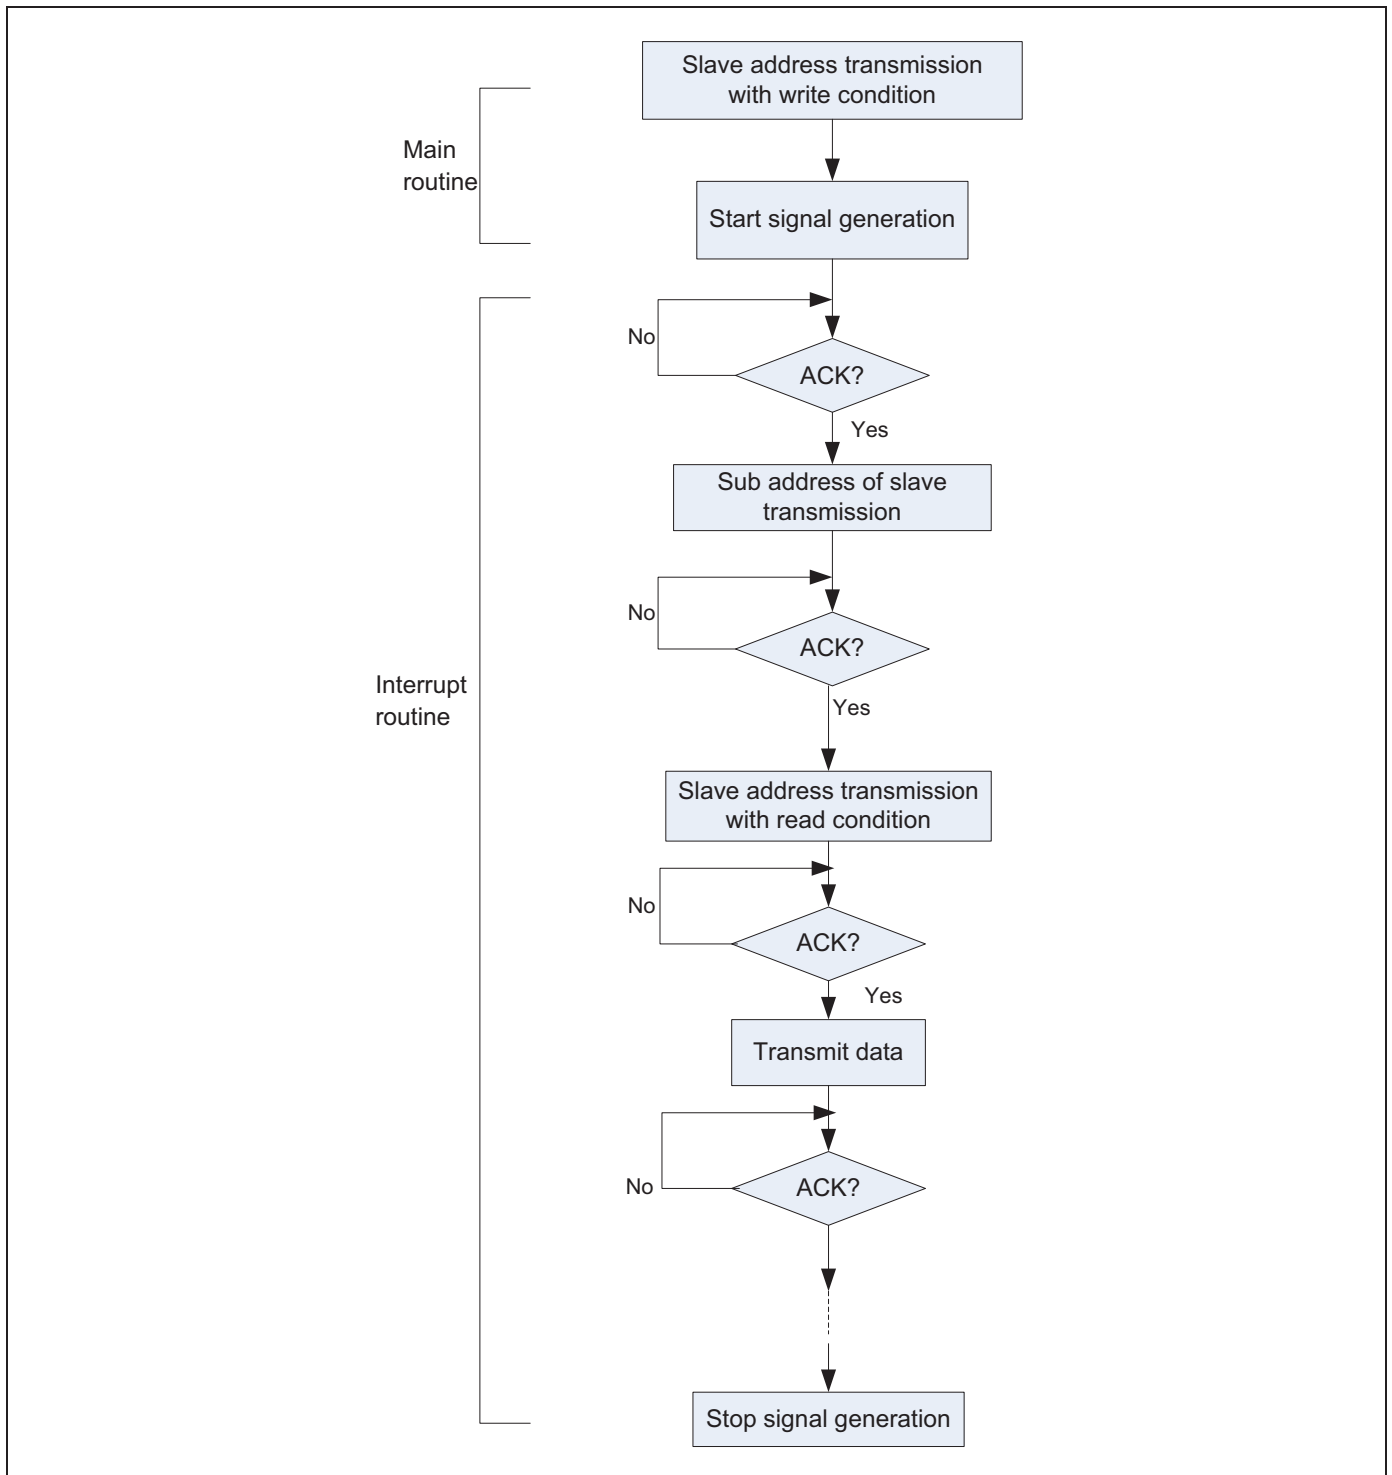 Slave address transmission
with write condition
Main
routine
Start signal generation
No
ACK?
Yes
Sub address of slave
transmission
No
ACK?
Interrupt
routine
Yes
Slave address transmission
with read condition
No
ACK?
Yes
Transmit data
No
ACK?
Stop signal generation